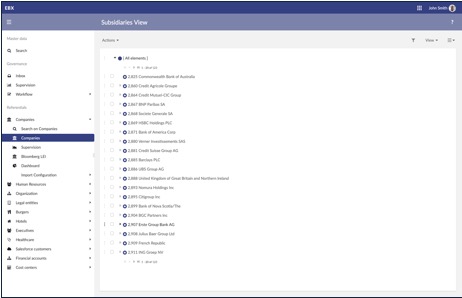 EBX
John Smith
Subsidiaries View
?
Master data
Search
Governance
Inbox
Supervision
Workflow
Referentials
Companies
Search on Companies
Companies
Supervision
Bloomberg LEI
Dashboard
Import Configuration
Human Resources
Organization
Legal entities
Burgers
Hotels
Executives
Healthcare
Salesforce customers
Financial accounts
Cost centers
Actions
View
[ All elements ]
2,825 Commonwealth Bank of Australia
2,860 Credit Agricole Groupe
2,864 Credit Mutuel-CIC Group
2,867 BNP Paribas SA
2,868 Societe Generale SA
2,869 HSBC Holdings PLC
2,871 Bank of America Corp
2,880 Verner Investissements SAS
2,881 Credit Suisse Group AG
2,885 Barclays PLC
2,886 UBS Group AG
2,888 United Kingdom of Great Britain and Northern Ireland
2,893 Nomura Holdings Inc
2,895 Citigroup Inc
2,899 Bank of Nova Scotia/The
2,904 BGC Partners Inc
2,907 Erste Group Bank AG
2,908 Julius Baer Group Ltd
2,909 French Republic
2,911 ING Groep NV